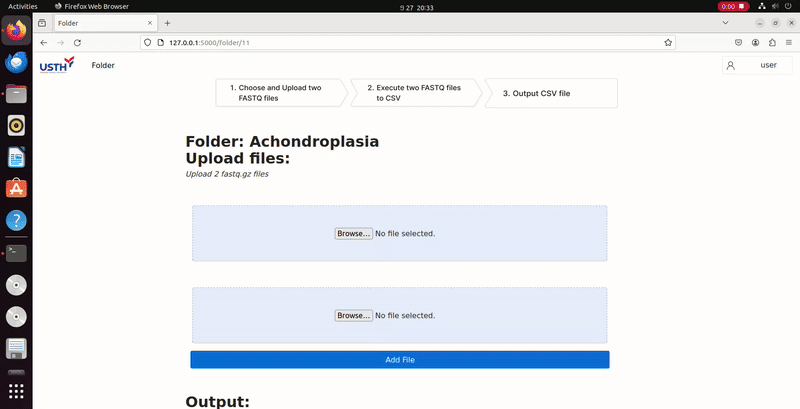 Activities
Firefox Web Browser
27 20:33
0:00
Folder
127.0.0.1:5000/folder/11
USTH
Folder
user
1. Choose and Upload two
FASTQ files
2. Execute two FASTQ files
to CSV
3. Output CSV file
Folder: Achondroplasia
Upload files:
Upload 2 fastq.gz files
Browse... No file selected.
Browse... No file selected.
Add File
Output: